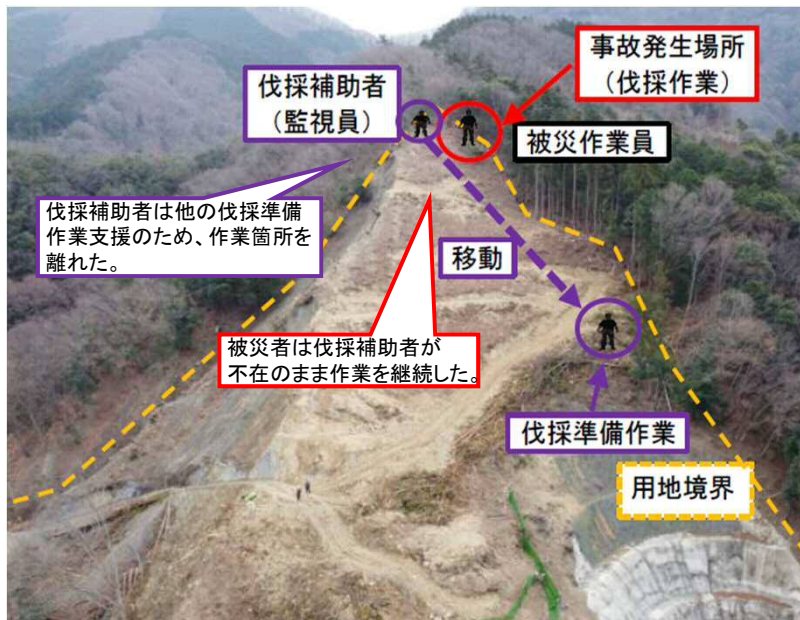 事故発生場所
（伐採作業）
伐採補助者
（監視員）
被災作業員
伐採補助者は他の伐採準備
作業支援のため、作業箇所を
離れた。
移動
被災者は伐採補助者が
不在のまま作業を継続した。
伐採準備作業
用地境界